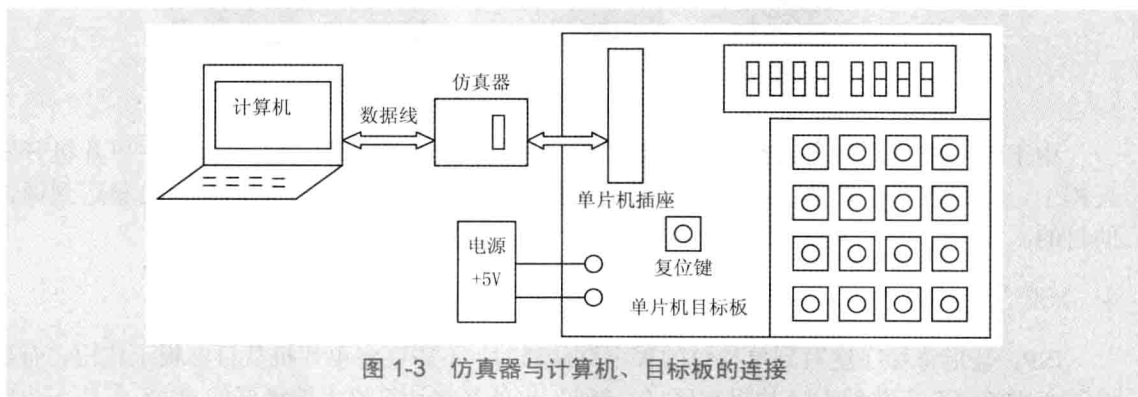 计算机
数据线
仿真器
单片机插座
电源
+5V
复位键
单片机目标板
图 1-3 仿真器与计算机、目标板的连接